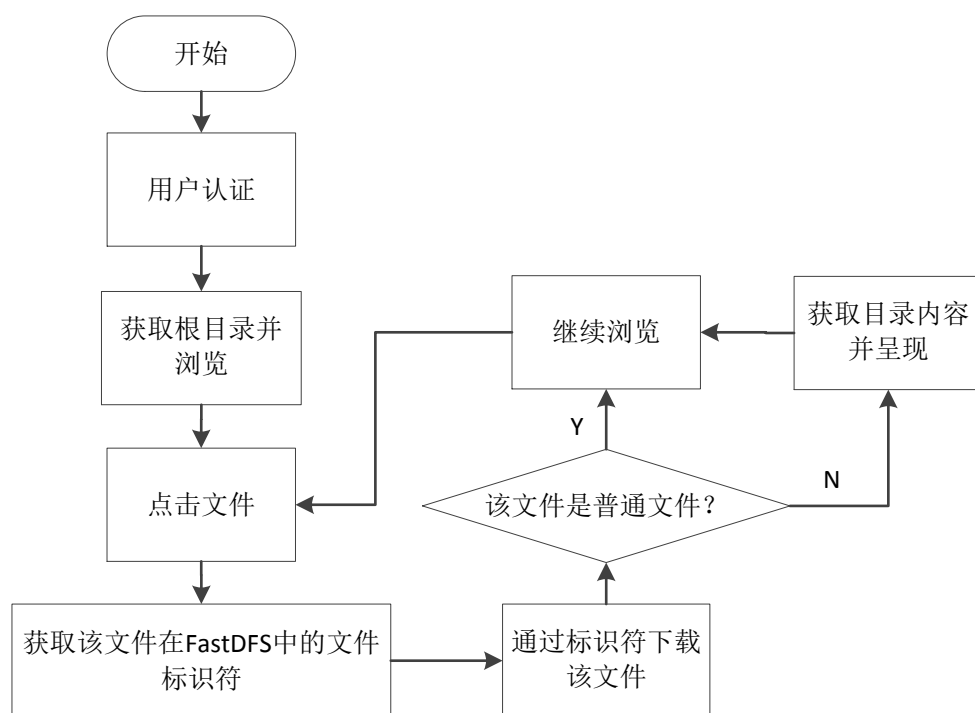 开始
用户认证
获取根目录并
浏览
继续浏览
获取目录内容
并呈现
Y
N
点击文件
该文件是普通文件？
获取该文件在FastDFS中的文件
标识符
通过标识符下载
该文件